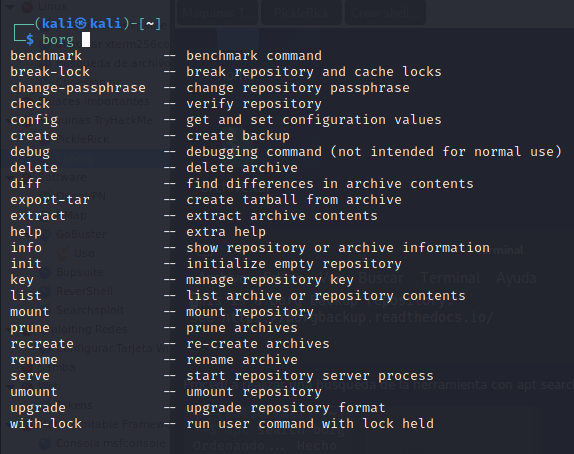 (kali㉿kali)-[~]
$ borg
benchmark -- benchmark command
break-lock -- break repository and cache locks
change-passphrase -- change repository passphrase
check -- verify repository
config -- get and set configuration values
create -- create backup
debug -- debugging command (not intended for normal use)
delete -- delete archive
diff -- find differences in archive contents
export-tar -- create tarball from archive
extract -- extract archive contents
help -- extra help
info -- show repository or archive information
init -- initialize empty repository
key -- manage repository key
list -- list archive or repository contents
mount -- mount repository
prune -- prune archives
recreate -- re-create archives
rename -- rename archive
serve -- start repository server process
umount -- umount repository
upgrade -- upgrade repository format
with-lock -- run user command with lock held